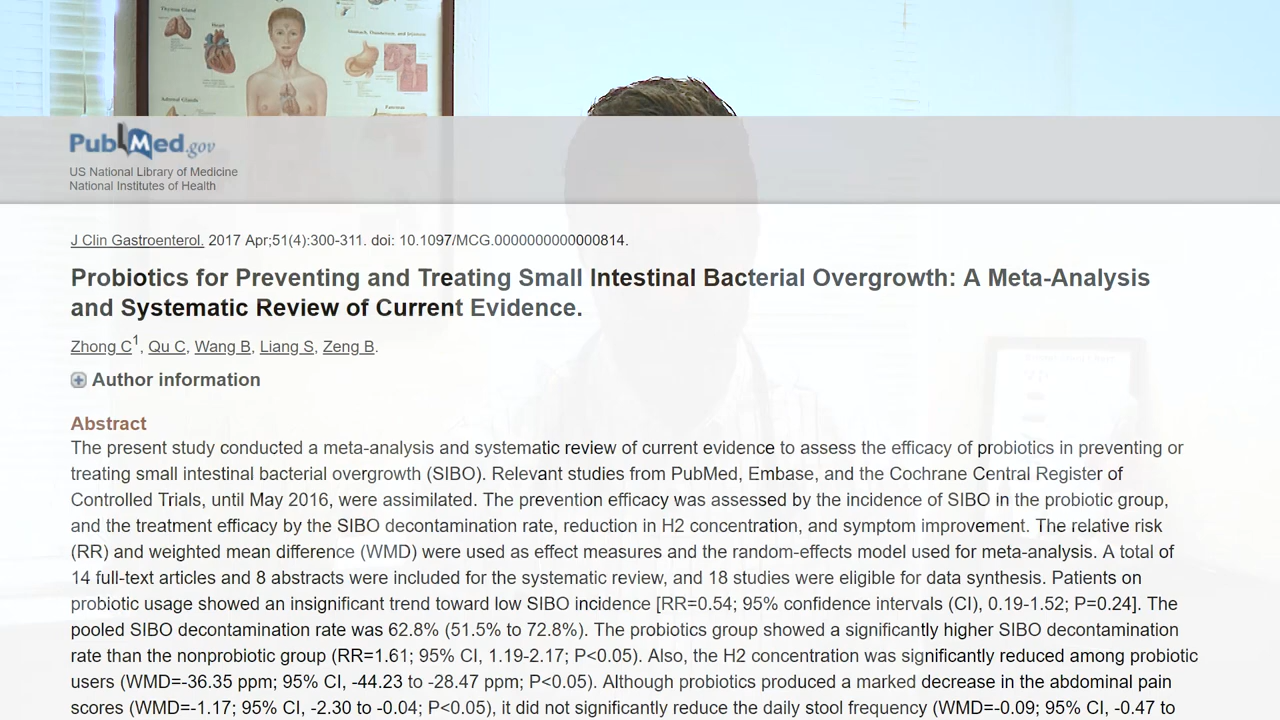 Thyroid Gland
Heart
Stomach, Duodenum, and Intestine
Adrenal Glands
Pancreas
PubMed.gov
US National Library of Medicine
National Institutes of Health
J Clin Gastroenterol. 2017 Apr;51(4):300-311. doi: 10.1097/MCG.0000000000000814.
Probiotics for Preventing and Treating Small Intestinal Bacterial Overgrowth: A Meta-Analysis
and Systematic Review of Current Evidence.
Zhong C1, Qu C, Wang B, Liang S, Zeng B.
Author information
Abstract
The present study conducted a meta-analysis and systematic review of current evidence to assess the efficacy of probiotics in preventing or
treating small intestinal bacterial overgrowth (SIBO). Relevant studies from PubMed, Embase, and the Cochrane Central Register of
Controlled Trials, until May 2016, were assimilated. The prevention efficacy was assessed by the incidence of SIBO in the probiotic group,
and the treatment efficacy by the SIBO decontamination rate, reduction in H2 concentration, and symptom improvement. The relative risk
(RR) and weighted mean difference (WMD) were used as effect measures and the random-effects model used for meta-analysis. A total of
14 full-text articles and 8 abstracts were included for the systematic review, and 18 studies were eligible for data synthesis. Patients on
probiotic usage showed an insignificant trend toward low SIBO incidence [RR=0.54; 95% confidence intervals (CI), 0.19-1.52; P=0.24]. The
pooled SIBO decontamination rate was 62.8% (51.5% to 72.8%). The probiotics group showed a significantly higher SIBO decontamination
rate than the nonprobiotic group (RR=1.61; 95% CI, 1.19-2.17; P<0.05). Also, the H2 concentration was significantly reduced among probiotic
users (WMD=-36.35 ppm; 95% CI, -44.23 to -28.47 ppm; P<0.05). Although probiotics produced a marked decrease in the abdominal pain
scores (WMD=-1.17; 95% CI, -2.30 to -0.04; P<0.05), it did not significantly reduce the daily stool frequency (WMD=-0.09; 95% CI, -0.47 to